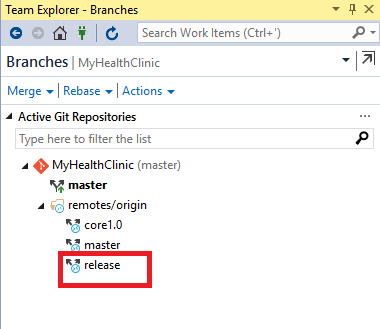 Team Explorer - Branches
Search Work Items (Ctrl+')
Branches | MyHealthClinic
Merge | Rebase | Actions
Active Git Repositories
Type here to filter the list
MyHealthClinic (master)
master
remotes/origin
core1.0
master
release